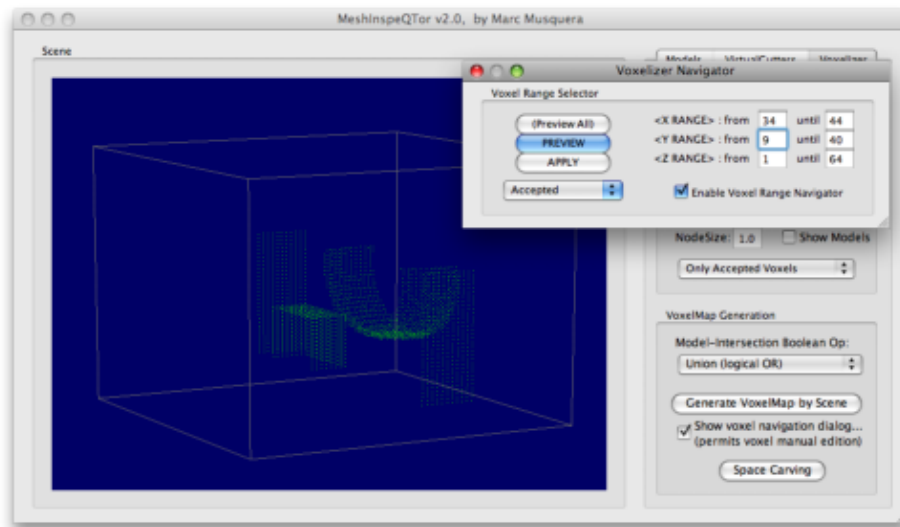 MeshInspeQTor v2.0, by Marc Musquera
Scene
Models VirtualCutters Voxelizer
Voxelizer Navigator
Voxel Range Selector
(Preview All)
<X RANGE> : from 34 until 44
PREVIEW
<Y RANGE> : from 9 until 40
APPLY
<Z RANGE> : from 1 until 64
Accepted
Enable Voxel Range Navigator
NodeSize: 1.0 Show Models
Only Accepted Voxels
VoxelMap Generation
Model-Intersection Boolean Op:
Union (logical OR)
Generate VoxelMap by Scene
Show voxel navigation dialog...
(permits voxel manual edition)
Space Carving